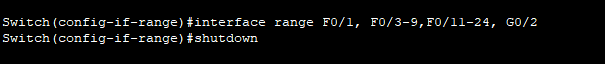 Switch(config-if-range)#interface range F0/1, F0/3-9,F0/11-24, G0/2
Switch(config-if-range)#shutdown